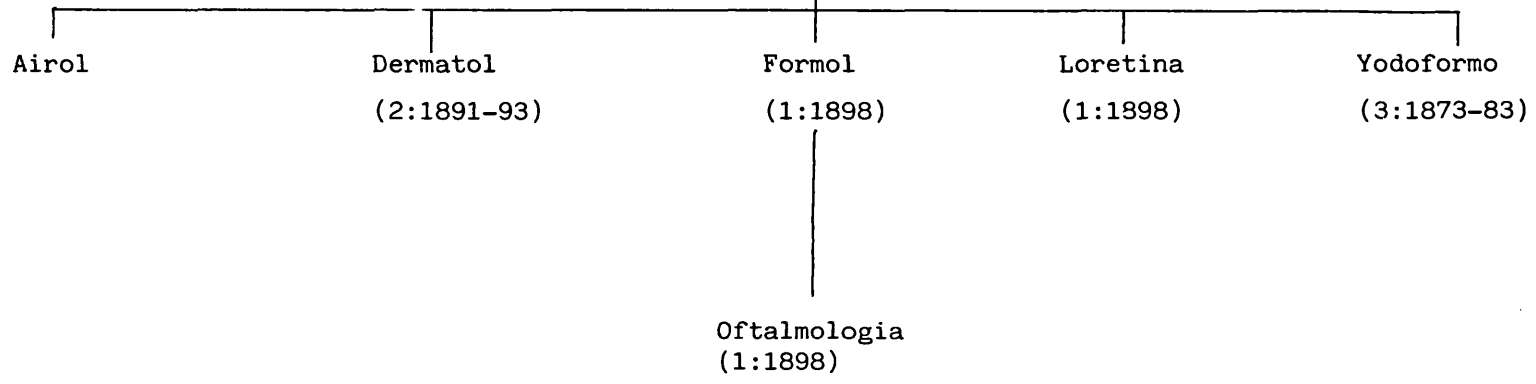 Airol Dermatol Formol Loretina Yodoformo
(2:1891-93) (1:1898) (1:1898) (3:1873-83)
Oftalmologia
(1:1898)